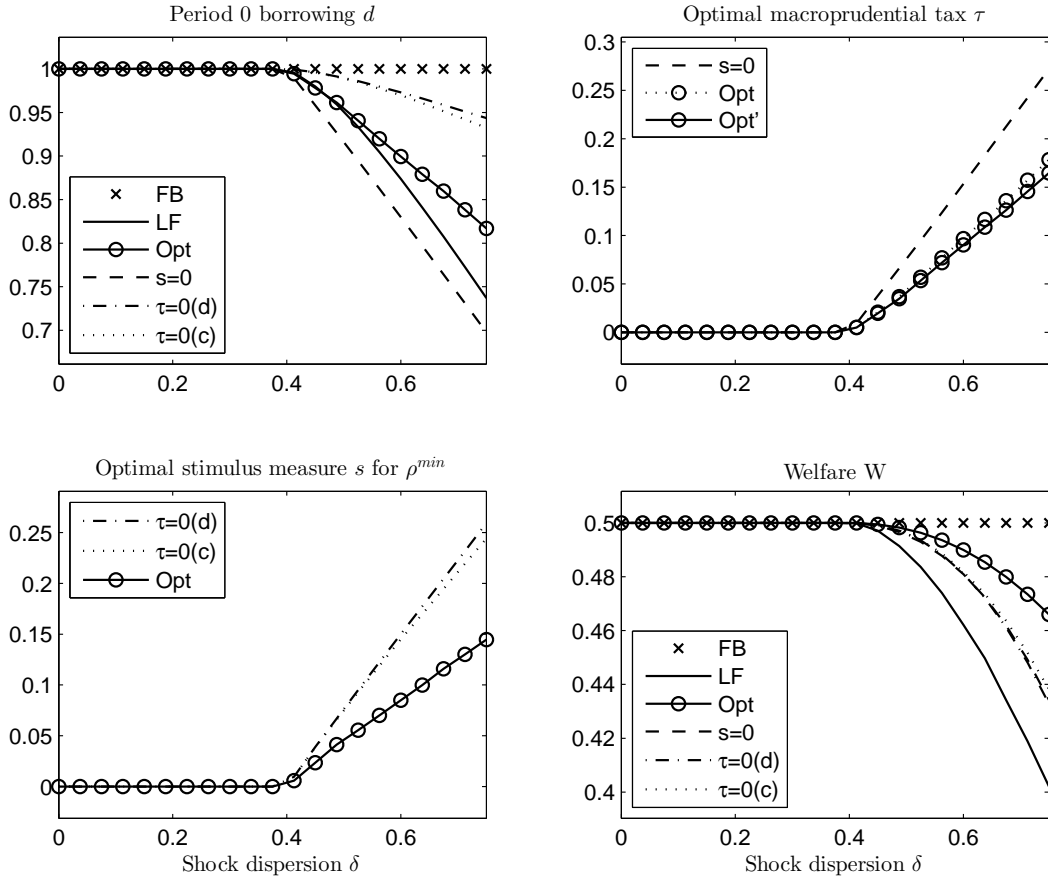 Period 0 borrowing d
1
0.95
0.9
0.85
0.8
0.75
0.7
0
0.2
0.4
0.6
FB
LF
Opt
s=0
τ=0(d)
τ=0(c)
Optimal macroprudential tax τ
0.3
0.25
0.2
0.15
0.1
0.05
0
0
0.2
0.4
0.6
s=0
Opt
Opt'
Optimal stimulus measure s for ρ^min
0.25
0.2
0.15
0.1
0.05
0
0
0.2
0.4
0.6
τ=0(d)
τ=0(c)
Opt
Shock dispersion δ
Welfare W
0.5
0.48
0.46
0.44
0.42
0.4
0
0.2
0.4
0.6
FB
LF
Opt
s=0
τ=0(d)
τ=0(c)
Shock dispersion δ